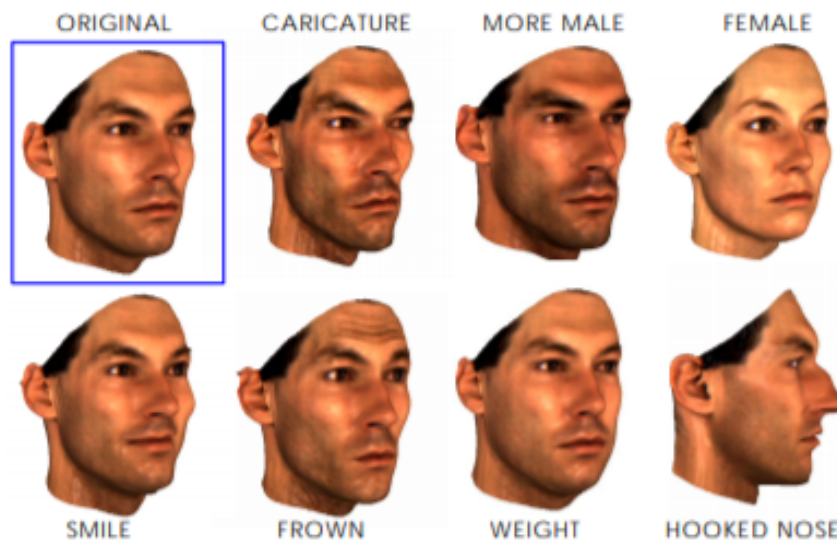 ORIGINAL
CARICATURE
MORE MALE
FEMALE
SMILE
FROWN
WEIGHT
HOOKED NOSE